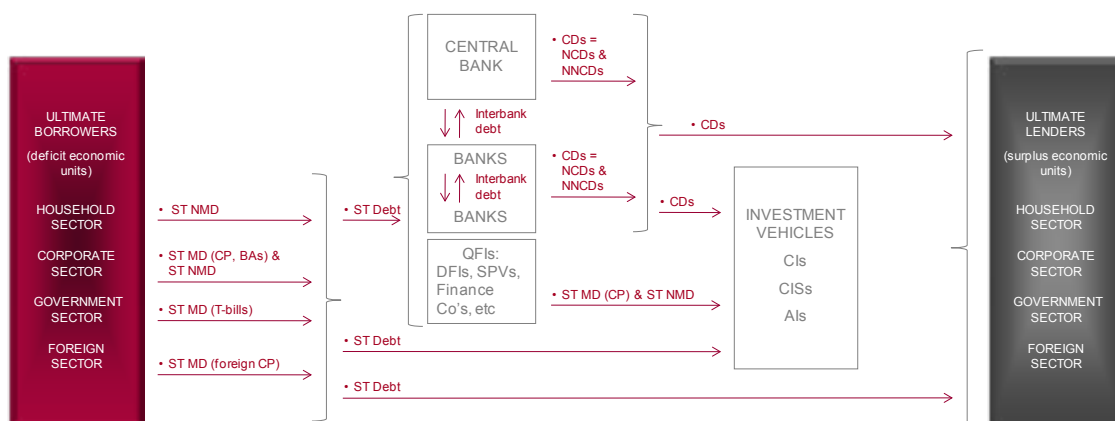 ULTIMATE
BORROWERS
(deficit economic
units)
HOUSEHOLD
SECTOR
CORPORATE
SECTOR
GOVERNMENT
SECTOR
FOREIGN
SECTOR
• ST NMD
• ST MD (CP, BAs) &
ST NMD
• ST MD (T-bills)
• ST MD (foreign CP)
• ST Debt
• ST Debt
• ST Debt
CENTRAL
BANK
Interbank
debt
BANKS
Interbank
debt
BANKS
QFIs:
DFIs, SPVs,
Finance
Co's, etc
• CDs =
NCDs &
NNCDs
• CDs =
NCDs &
NNCDs
• ST MD (CP) & ST NMD
• CDs
• CDs
INVESTMENT
VEHICLES
CIs
CISs
AIs
ULTIMATE
LENDERS
(surplus economic
units)
HOUSEHOLD
SECTOR
CORPORATE
SECTOR
GOVERNMENT
SECTOR
FOREIGN
SECTOR